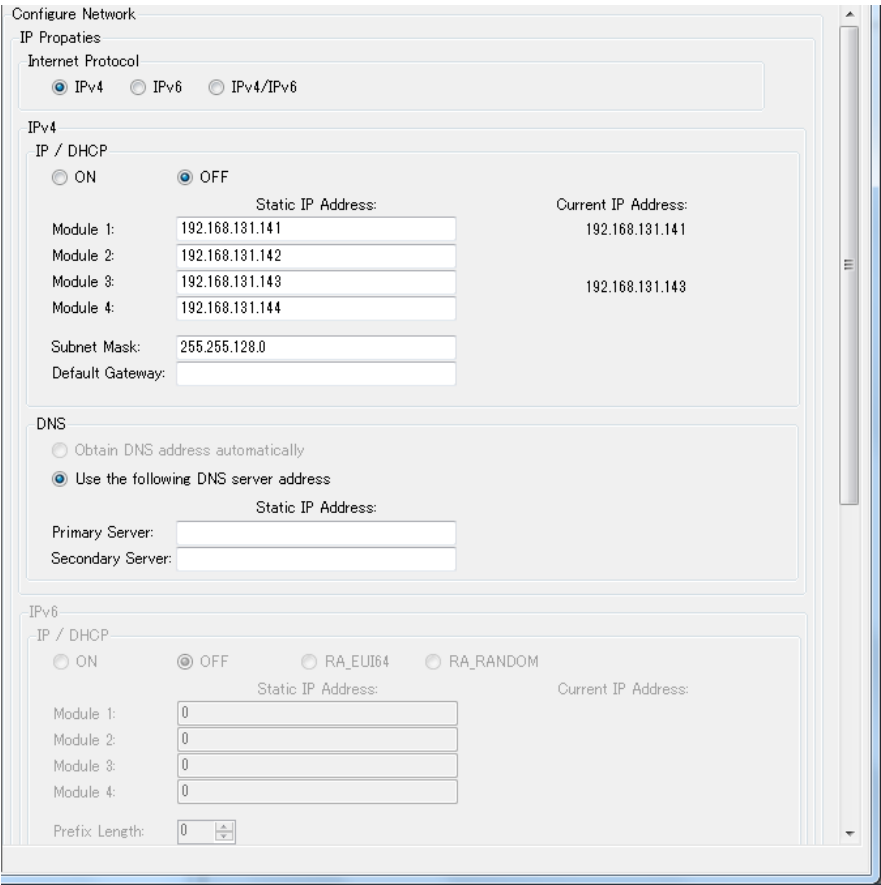 Configure Network
IP Propaties
Internet Protocol
IPv4 IPv6 IPv4/IPv6
IPv4
IP / DHCP
ON OFF
Static IP Address: Current IP Address:
Module 1: 192.168.131.141 192.168.131.141
Module 2: 192.168.131.142
Module 3: 192.168.131.143 192.168.131.143
Module 4: 192.168.131.144
Subnet Mask: 255.255.128.0
Default Gateway:
DNS
Obtain DNS address automatically
Use the following DNS server address
Static IP Address:
Primary Server:
Secondary Server:
IPv6
IP / DHCP
ON OFF RA_EUI64 RA_RANDOM
Static IP Address: Current IP Address:
Module 1: 0
Module 2: 0
Module 3: 0
Module 4: 0
Prefix Length: 0